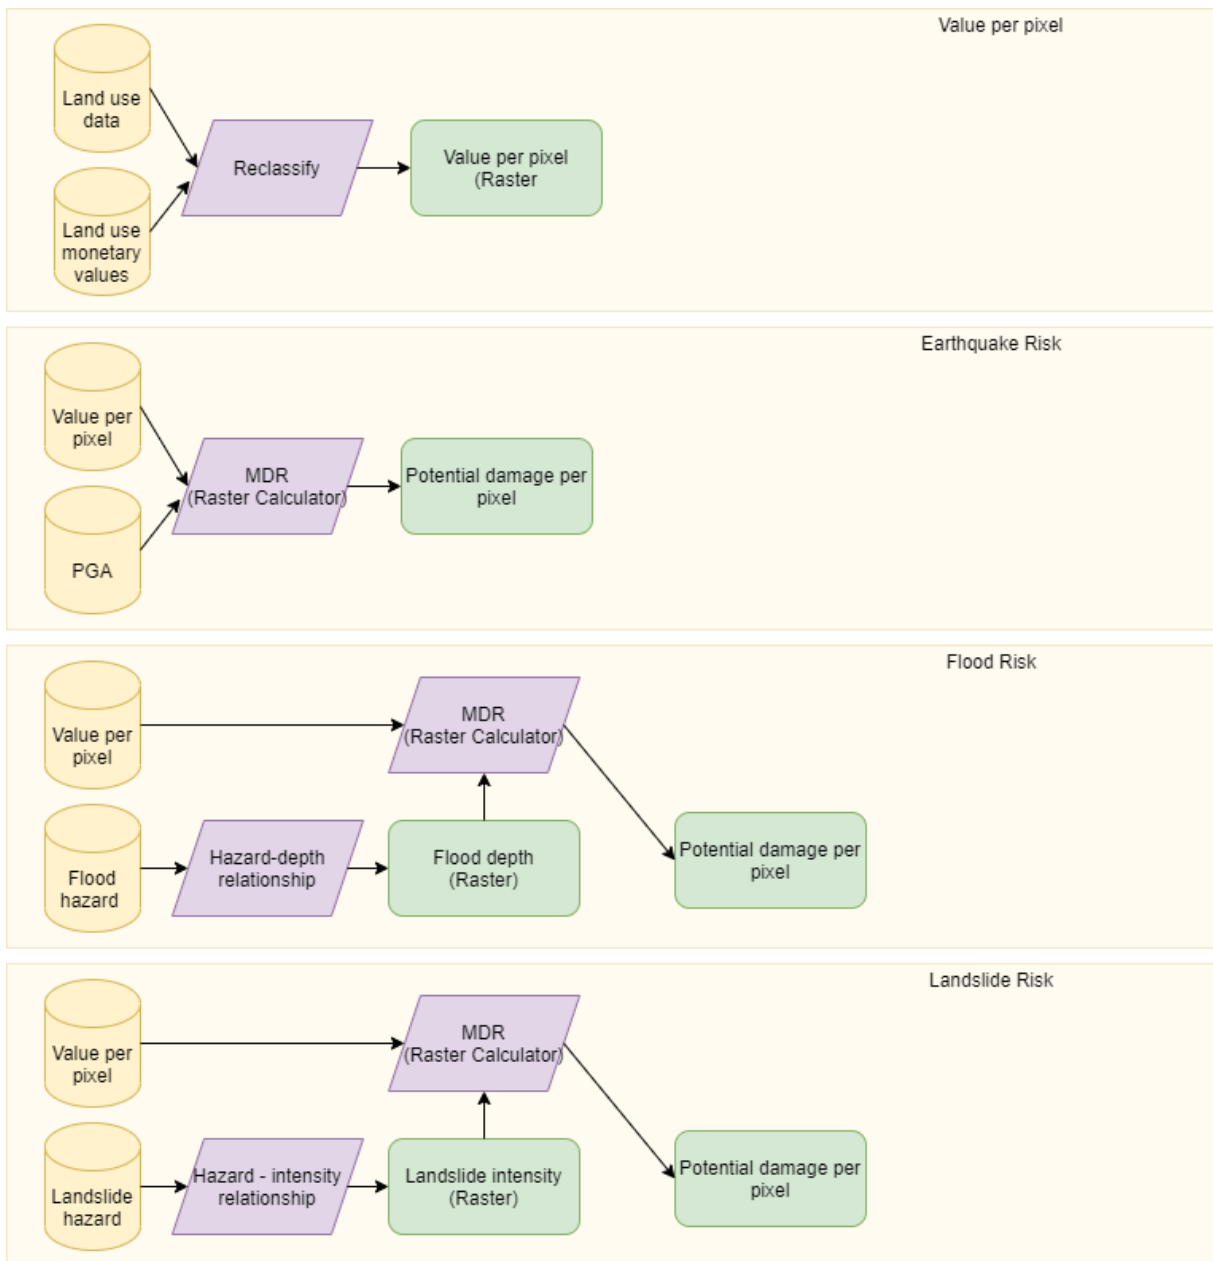 Value per pixel
Land use
data
Reclassify
Value per pixel
(Raster
Land use
monetary
values
Earthquake Risk
Value per
pixel
MDR
(Raster Calculator)
Potential damage per
pixel
PGA
Flood Risk
Value per
pixel
MDR
(Raster Calculator)
Flood
hazard
Hazard-depth
relationship
Flood depth
(Raster)
Potential damage per
pixel
Landslide Risk
Value per
pixel
MDR
(Raster Calculator)
Landslide
hazard
Hazard - intensity
relationship
Landslide intensity
(Raster)
Potential damage per
pixel